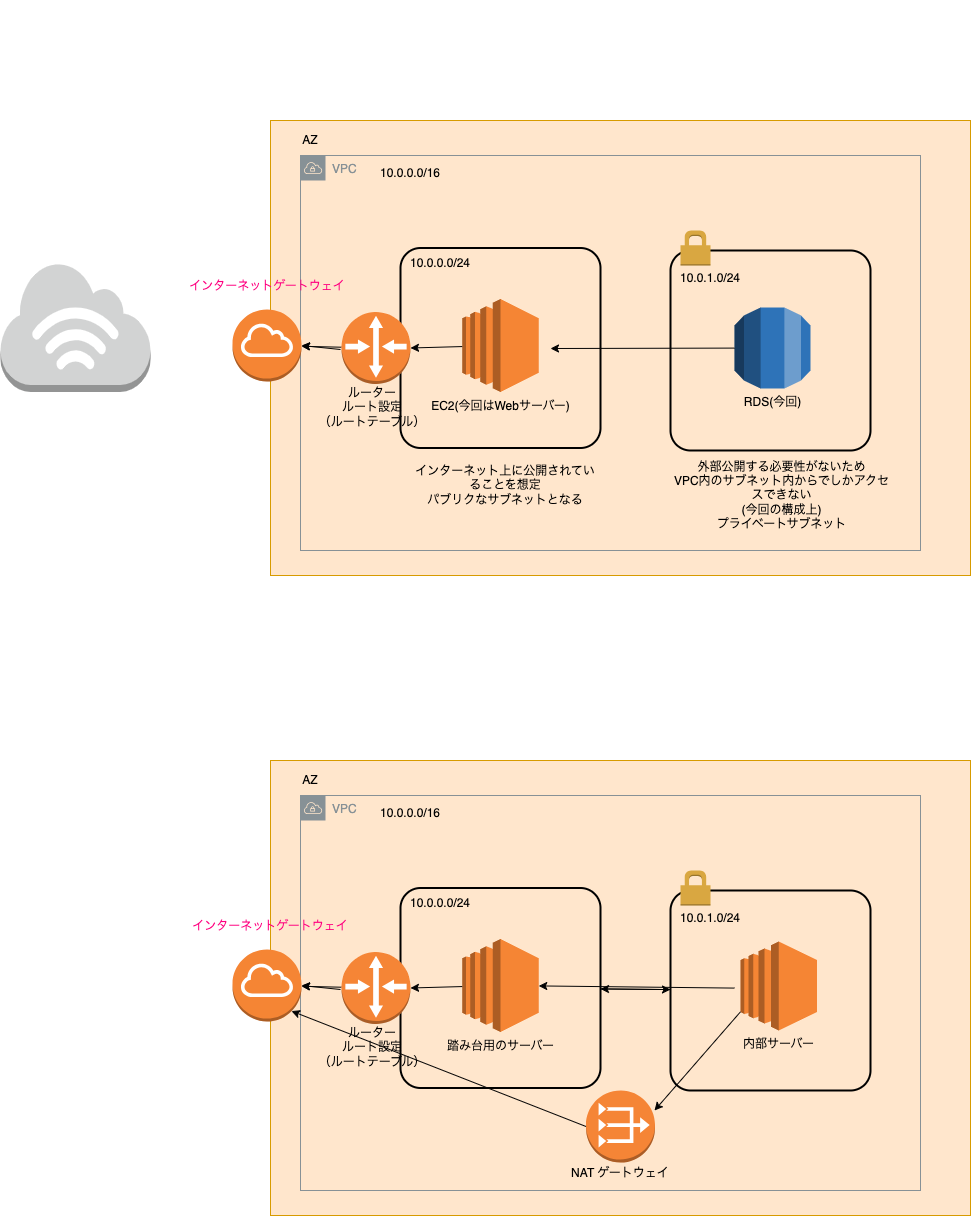 AZ
VPC
10.0.0.0/16
10.0.0.0/24
10.0.1.0/24
インターネットゲートウェイ
ルーター
ルート設定
（ルートテーブル）
EC2(今回はWebサーバー)
RDS(今回)
インターネット上に公開されてい
ることを想定
パブリクなサブネットとなる
外部公開する必要性がないため
VPC内のサブネット内からでしかアクセ
スできない
(今回の構成上)
プライベートサブネット
AZ
VPC
10.0.0.0/16
10.0.0.0/24
10.0.1.0/24
インターネットゲートウェイ
ルーター
ルート設定
（ルートテーブル）
踏み台用のサーバー
内部サーバー
NAT ゲートウェイ